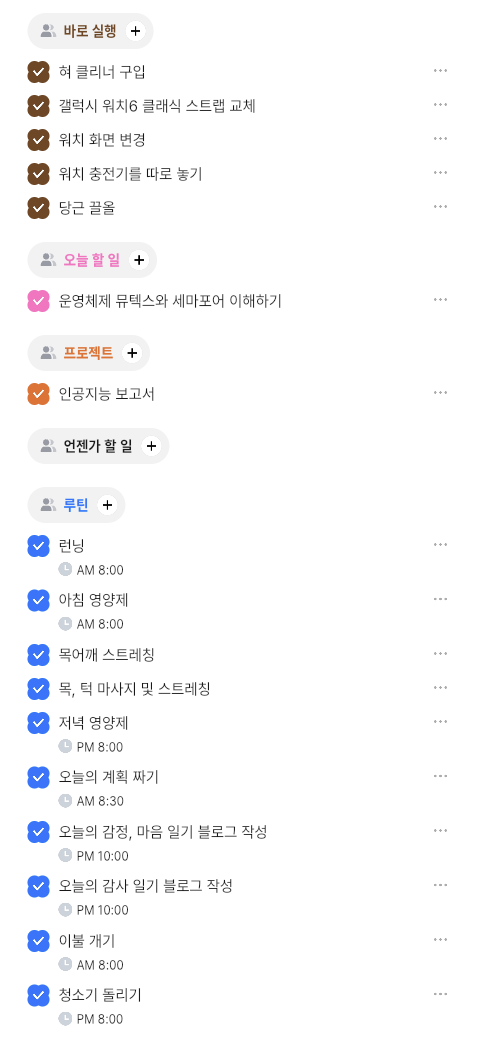 바로 실행 +
혀 클리너 구입
갤럭시 워치6 클래식 스트랩 교체
워치 화면 변경
워치 충전기를 따로 놓기
당근 끌올
오늘 할 일 +
운영체제 뮤텍스와 세마포어 이해하기
프로젝트 +
인공지능 보고서
언젠가 할 일 +
루틴 +
런닝
AM 8:00
아침 영양제
AM 8:00
목어깨 스트레칭
목, 턱 마사지 및 스트레칭
저녁 영양제
PM 8:00
오늘의 계획 짜기
AM 8:30
오늘의 감정, 마음 일기 블로그 작성
PM 10:00
오늘의 감사 일기 블로그 작성
PM 10:00
이불 개기
AM 8:00
청소기 돌리기
PM 8:00